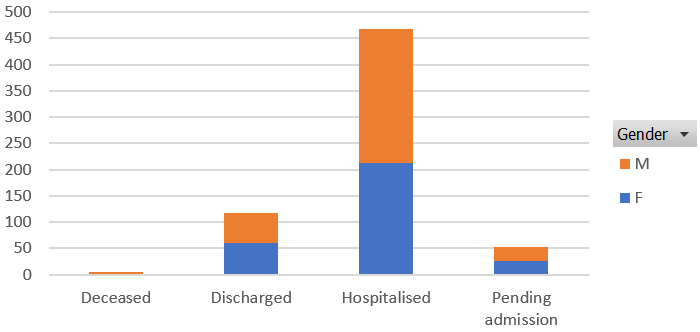 500
450
400
350
300
250
200
150
100
50
0
Deceased
Discharged
Hospitalised
Pending
admission
Gender
M
F